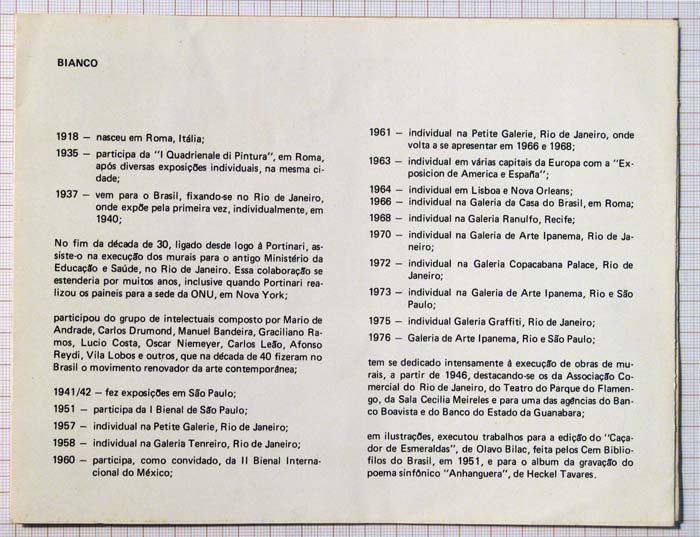 BIANCO
1918 — nasceu em Roma, Itália;
1935 — participa da "I Quadrienale di Pintura", em Roma,
após diversas exposições individuais, na mesma ci-
dade;
1937 — vem para o Brasil, fixando-se no Rio de Janeiro,
onde expõe pela primeira vez, individualmente, em
1940;
No fim da década de 30, ligado desde logo à Portinari, as-
siste-o na execução dos murais para o antigo Ministério da
Educação e Saúde, no Rio de Janeiro. Essa colaboração se
estenderia por muitos anos, inclusive quando Portinari rea-
lizou os paineis para a sede da ONU, em Nova York;
participou do grupo de intelectuais composto por Mario de
Andrade, Carlos Drumond, Manuel Bandeira, Graciliano Ra-
mos, Lucio Costa, Oscar Niemeyer, Carlos Leão, Afonso
Reydi, Vila Lobos e outros, que na década de 40 fizeram no
Brasil o movimento renovador da arte contemporânea;
1941/42 — fez exposições em São Paulo;
1951 — participa da I Bienal de São Paulo;
1957 — individual na Petite Galerie, Rio de Janeiro;
1958 — individual na Galeria Tenreiro, Rio de Janeiro;
1960 — participa, como convidado, da II Bienal Interna-
cional do México;
1961 — individual na Petite Galerie, Rio de Janeiro, onde
volta a se apresentar em 1966 e 1968;
1963 — individual em várias capitais da Europa com a "Ex-
posicion de America e España";
1964 — individual em Lisboa e Nova Orleans;
1966 — individual na Galeria da Casa do Brasil, em Roma;
1968 — individual na Galeria Ranulfo, Recife;
1970 — individual na Galeria de Arte Ipanema, Rio de Ja-
neiro;
1972 — individual na Galeria Copacabana Palace, Rio de
Janeiro;
1973 — individual na Galeria de Arte Ipanema, Rio e São
Paulo;
1975 — individual Galeria Graffiti, Rio de Janeiro;
1976 — Galeria de Arte Ipanema, Rio e São Paulo;
tem se dedicado intensamente à execução de obras de mu-
rais, a partir de 1946, destacando-se os da Associação Co-
mercial do Rio de Janeiro, do Teatro do Parque do Flamen-
go, da Sala Cecília Meireles e para uma das agências do Ban-
co Boavista e do Banco do Estado da Guanabara;
em ilustrações, executou trabalhos para a edição do "Caça-
dor de Esmeraldas", de Olavo Bilac, feita pelos Cem Biblio-
filos do Brasil, em 1951, e para o album da gravação do
poema sinfônico "Anhanguera", de Heckel Tavares.